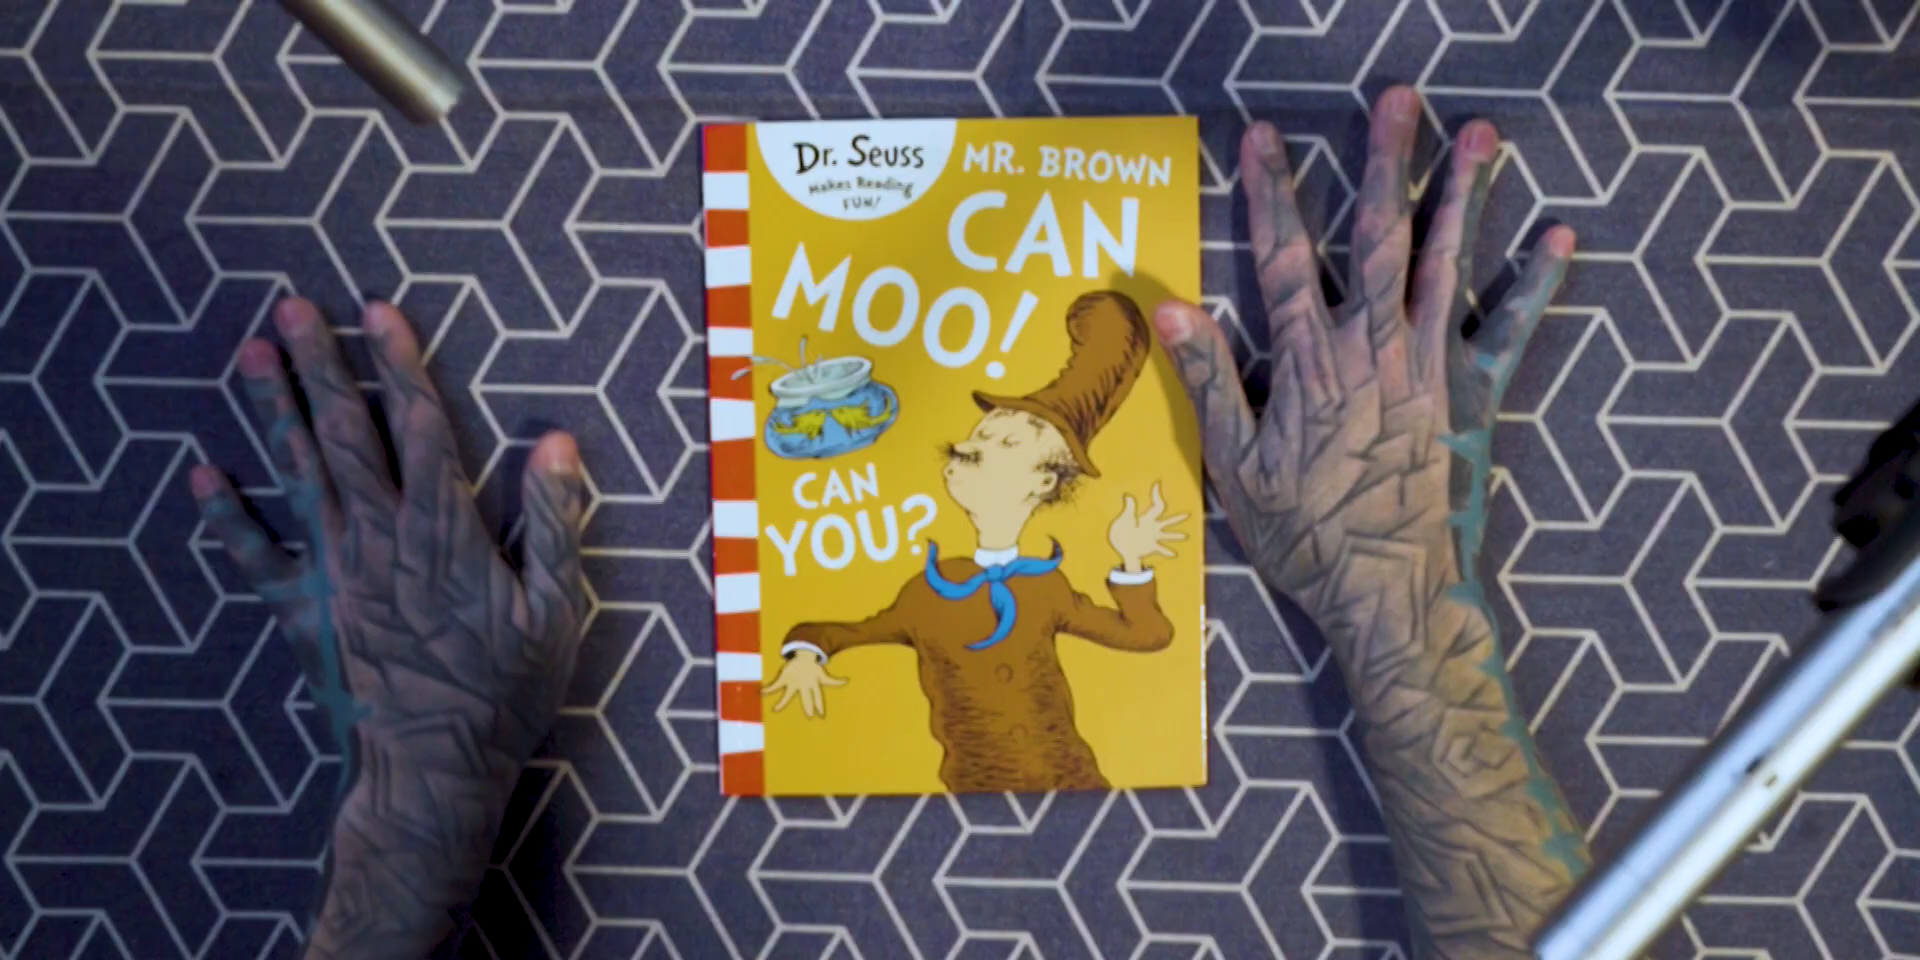 Dr. Seuss
Makes Reading
FUN!
MR. BROWN
CAN
MOO!
CAN
YOU?